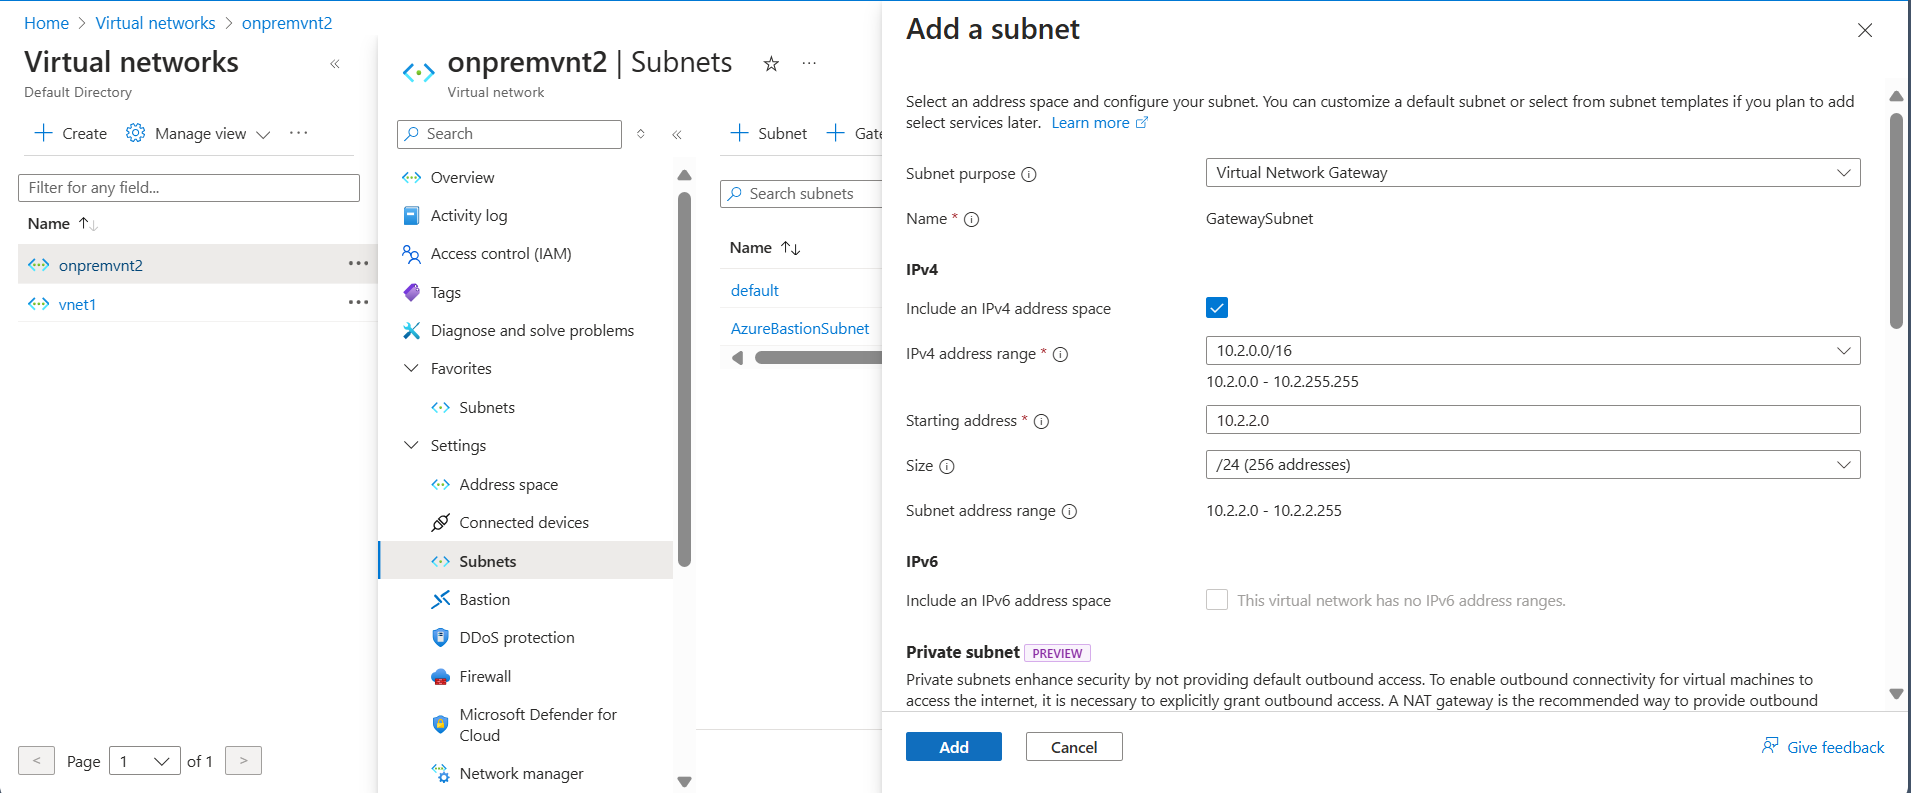 Home > Virtual networks > onpremvnt2
Virtual networks
Default Directory
Create Manage view
Filter for any field...
Name
onpremvnt2
vnet1
< Page 1 of 1 >
onpremvnt2 | Subnets
Virtual network
Search
Overview
Activity log
Access control (IAM)
Tags
Diagnose and solve problems
Favorites
Subnets
Settings
Address space
Connected devices
Subnets
Bastion
DDoS protection
Firewall
Microsoft Defender for
Cloud
Network manager
Subnet Gate
Search subnets
Name
default
AzureBastionSubnet
Add a subnet
Select an address space and configure your subnet. You can customize a default subnet or select from subnet templates if you plan to add
select services later. Learn more
Subnet purpose Virtual Network Gateway
Name * GatewaySubnet
IPv4
Include an IPv4 address space
IPv4 address range * 10.2.0.0/16
10.2.0.0 - 10.2.255.255
Starting address * 10.2.2.0
Size /24 (256 addresses)
Subnet address range 10.2.2.0 - 10.2.2.255
IPv6
Include an IPv6 address space This virtual network has no IPv6 address ranges.
Private subnet PREVIEW
Private subnets enhance security by not providing default outbound access. To enable outbound connectivity for virtual machines to
access the internet, it is necessary to explicitly grant outbound access. A NAT gateway is the recommended way to provide outbound
Add Cancel Give feedback